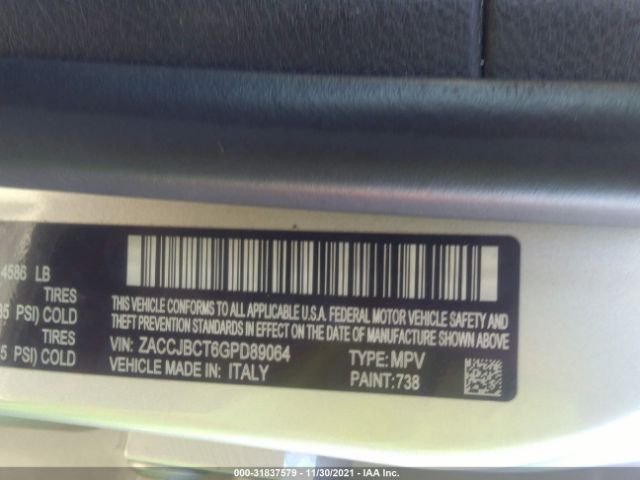 4586 LB
TIRES
35 PSI) COLD
TIRES
5 PSI) COLD
THIS VEHICLE CONFORMS TO ALL APPLICABLE U.S.A. FEDERAL MOTOR VEHICLE SAFETY AND
THEFT PREVENTION STANDARDS IN EFFECT ON THE DATE OF MANUFACTURE SHOWN ABOVE
VIN: ZACCJBCT6GPD89064 TYPE: MPV
VEHICLE MADE IN: ITALY PAINT: 738
000-31837579 - 11/30/2021 - IAA Inc.